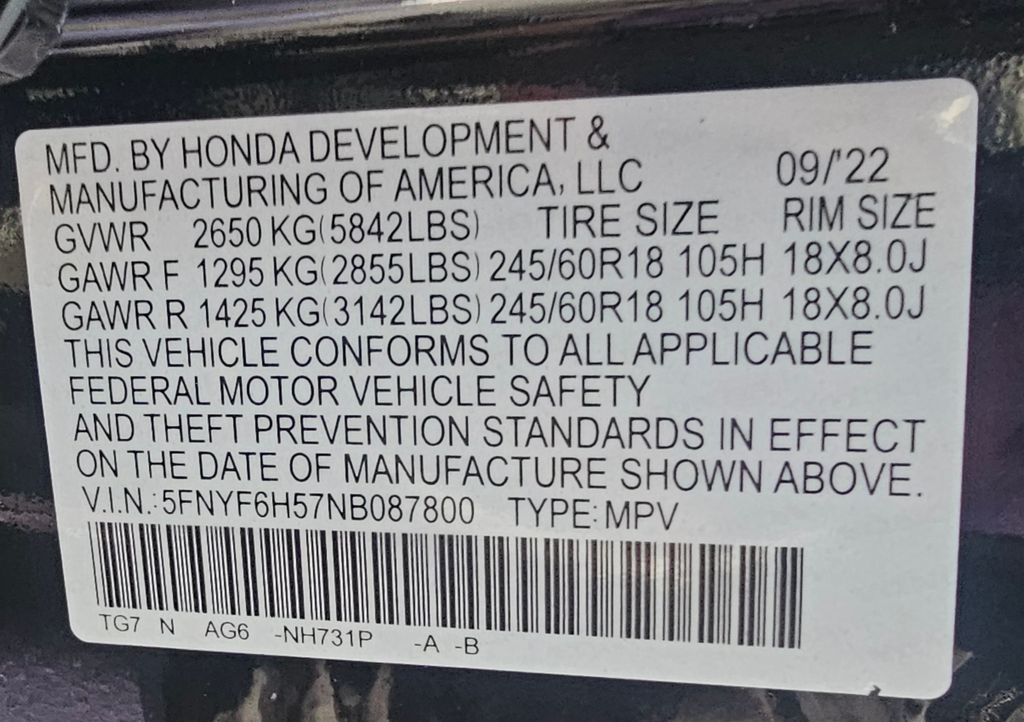 MFD. BY HONDA DEVELOPMENT &
MANUFACTURING OF AMERICA, LLC 09/'22
GVWR 2650 KG(5842LBS) TIRE SIZE RIM SIZE
GAWR F 1295 KG(2855LBS) 245/60R18 105H 18X8.0J
GAWR R 1425 KG(3142LBS) 245/60R18 105H 18X8.0J
THIS VEHICLE CONFORMS TO ALL APPLICABLE
FEDERAL MOTOR VEHICLE SAFETY
AND THEFT PREVENTION STANDARDS IN EFFECT
ON THE DATE OF MANUFACTURE SHOWN ABOVE.
V.I.N.: 5FNYF6H57NB087800 TYPE: MPV
TG7 N AG6 -NH731P -A -B